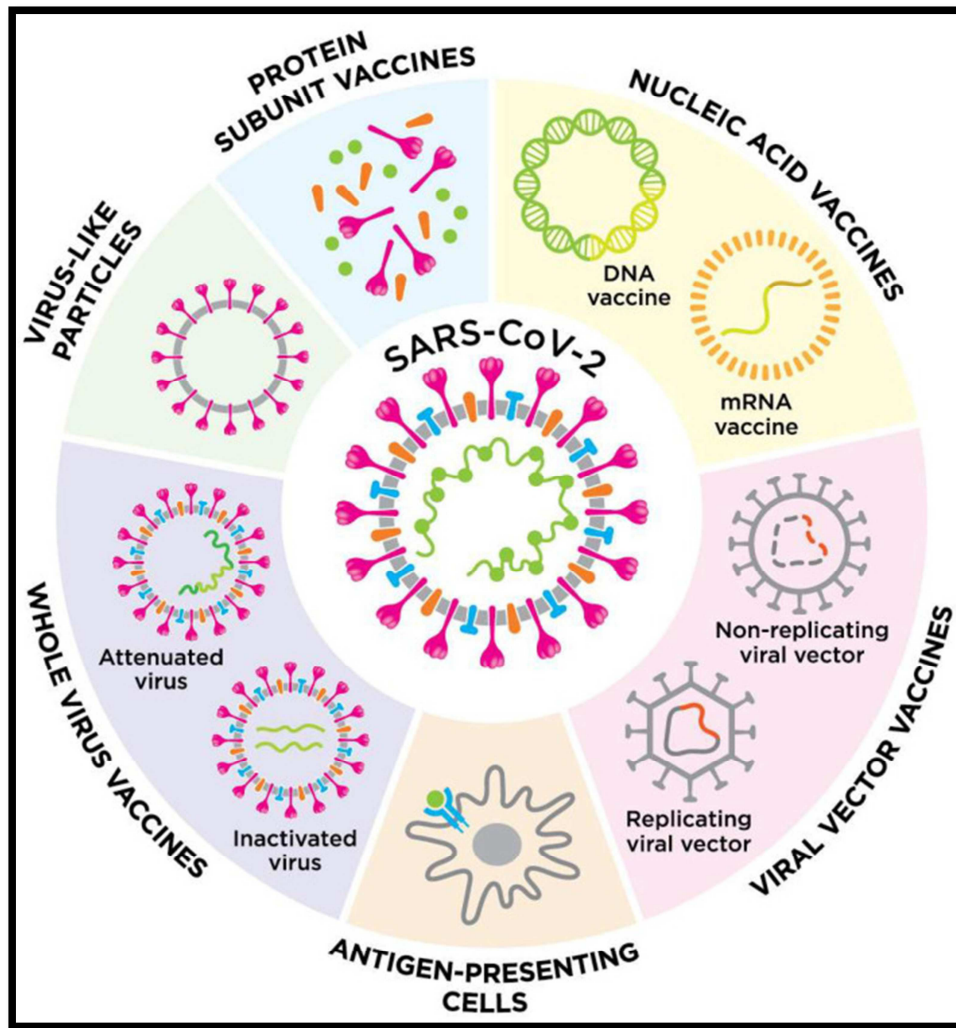 PROTEIN
SUBUNIT VACCINES
NUCLEIC ACID VACCINES
DNA
vaccine
mRNA
vaccine
VIRUS-LIKE
PARTICLES
SARS-CoV-2
Non-replicating
viral vector
Replicating
viral vector
VIRAL VECTOR VACCINES
Attenuated
virus
Inactivated
virus
WHOLE VIRUS VACCINES
ANTIGEN-PRESENTING
CELLS